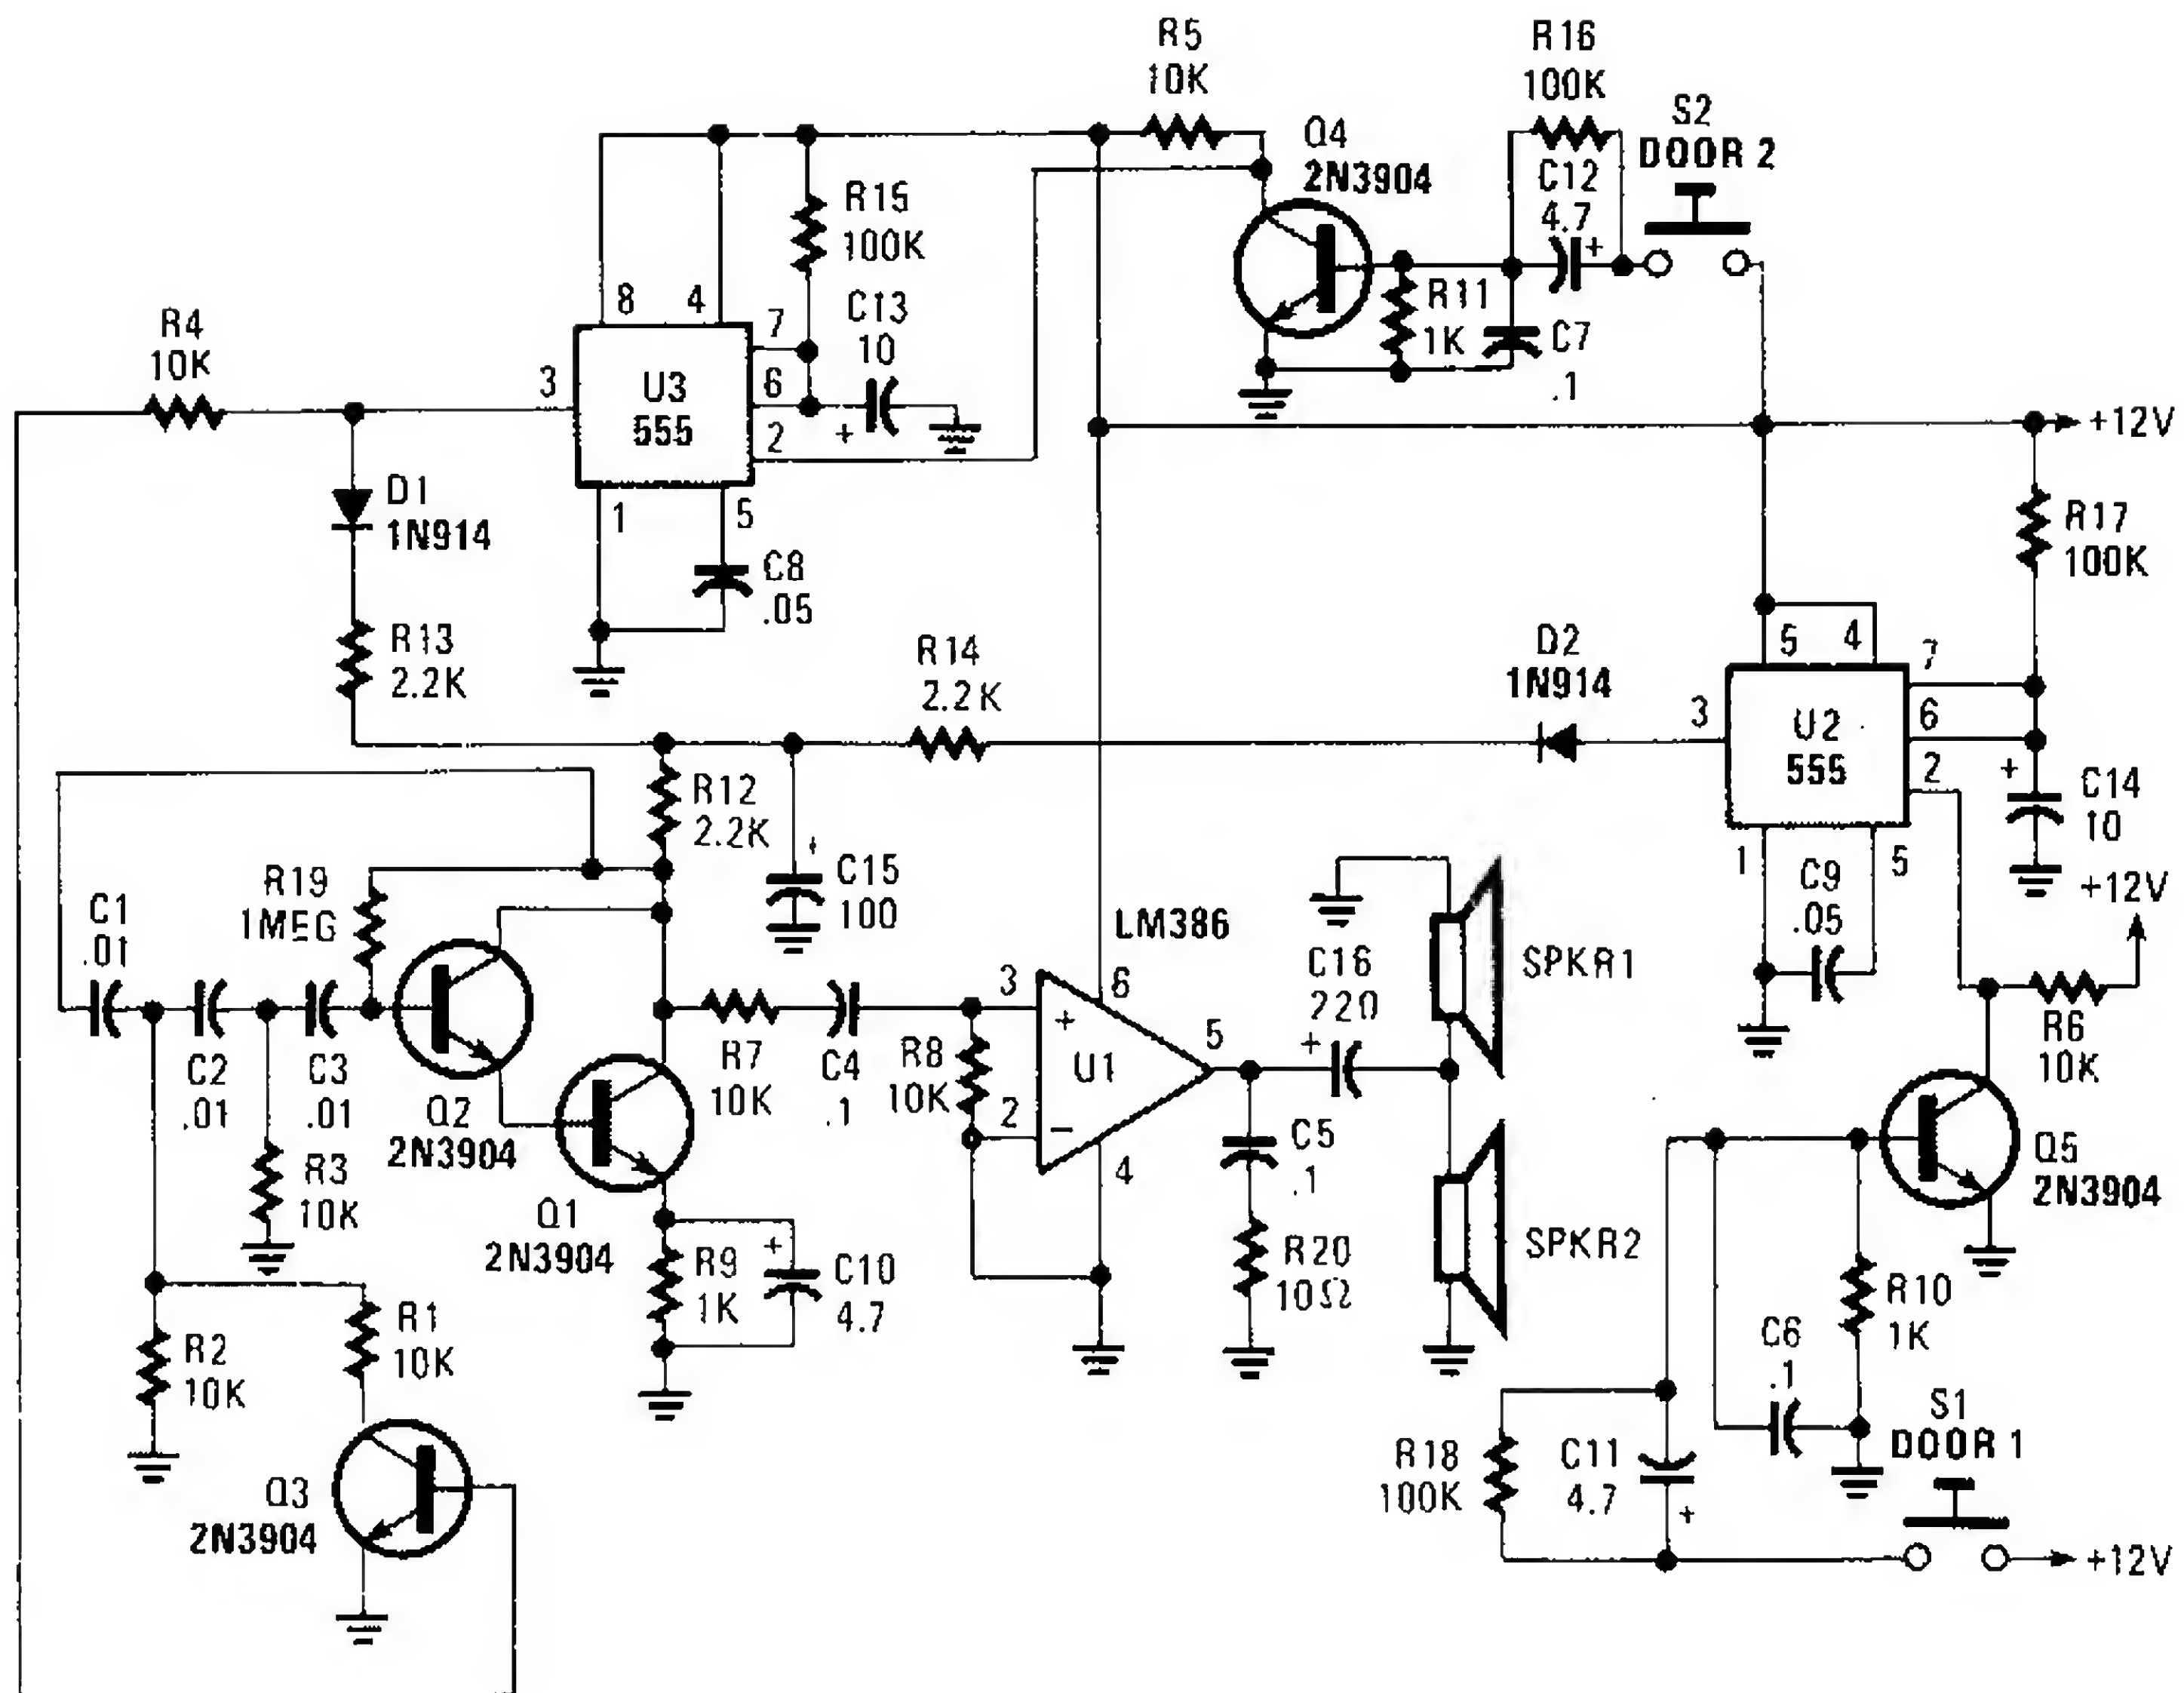 R5
10K
R16
100K
S2
DOOR 2
Q4
2N3904
C12
4.7
+
R15
100K
R11
1K
C7
.1
8
4
7
C13
10
R4
10K
3
U3
555
6
2
+
+12V
D1
1N914
1
5
C8
.05
R17
100K
R13
2.2K
R14
2.2K
D2
1N914
5
4
7
3
U2
555
6
2
+
C14
10
R12
2.2K
+
C15
100
1
5
C9
.05
+12V
R19
1MEG
C1
.01
LM386
C16
220
SPKR1
3
6
+
R6
10K
C2
.01
C3
.01
R7
10K
C4
.1
R8
10K
U1
5
+
2
–
4
Q2
2N3904
C5
.1
Q5
2N3904
R3
10K
Q1
2N3904
R9
1K
+
C10
4.7
R20
10Ω
SPKR2
R10
1K
R1
10K
R2
10K
C6
.1
S1
DOOR 1
R18
100K
C11
4.7
+
Q3
2N3904
+12V